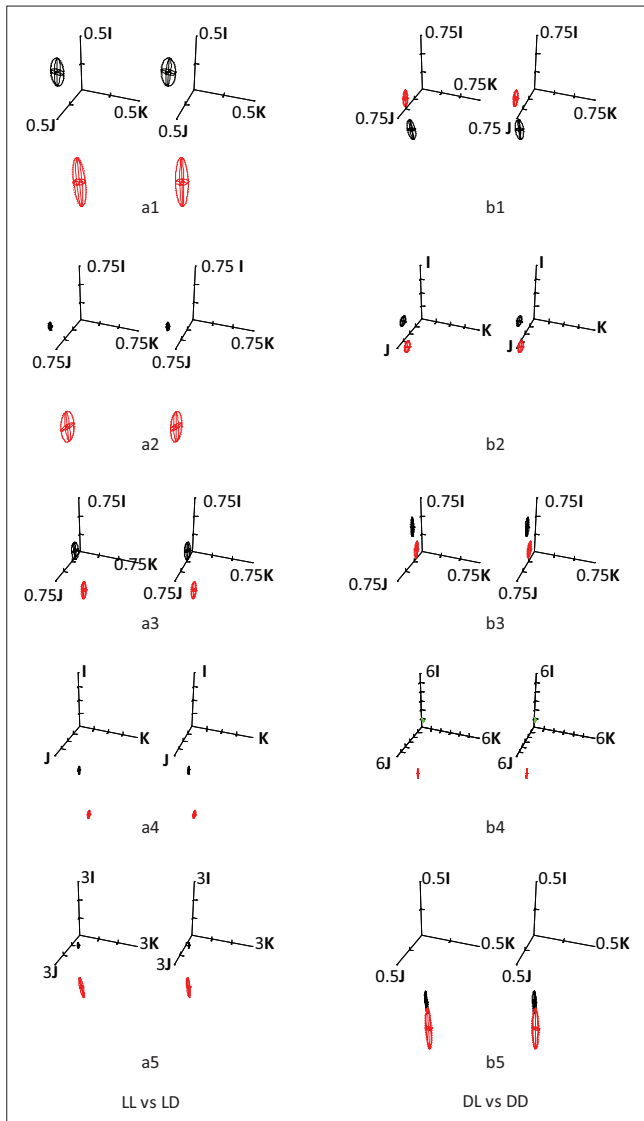 0.5I 0.5I
0.5K 0.5K
0.5J 0.5J
a1
0.75I 0.75I
0.75K 0.75K
0.75J 0.75J
b1
0.75I 0.75 I
0.75K 0.75K
0.75J 0.75J
a2
I I
K K
J J
b2
0.75I 0.75I
0.75K 0.75K
0.75J 0.75J
a3
0.75I 0.75I
0.75K 0.75K
0.75J 0.75J
b3
I I
K K
J J
a4
6I 6I
6K 6K
6J 6J
b4
3I 3I
3K 3K
3J 3J
a5
0.5I 0.5I
0.5K 0.5K
0.5J 0.5J
b5
LL vs LD
DL vs DD